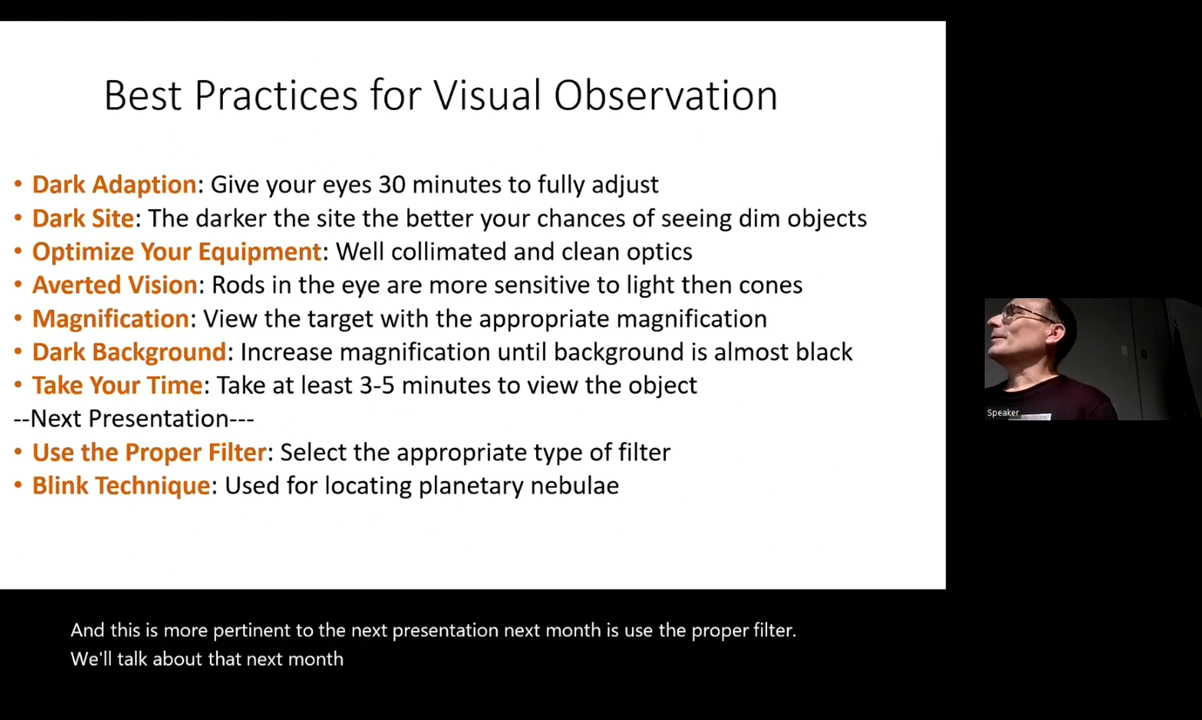 Best Practices for Visual Observation
• Dark Adaption: Give your eyes 30 minutes to fully adjust
• Dark Site: The darker the site the better your chances of seeing dim objects
• Optimize Your Equipment: Well collimated and clean optics
• Averted Vision: Rods in the eye are more sensitive to light then cones
• Magnification: View the target with the appropriate magnification
• Dark Background: Increase magnification until background is almost black
• Take Your Time: Take at least 3-5 minutes to view the object
--Next Presentation---
• Use the Proper Filter: Select the appropriate type of filter
• Blink Technique: Used for locating planetary nebulae
Speaker
And this is more pertinent to the next presentation next month is use the proper filter.
We'll talk about that next month